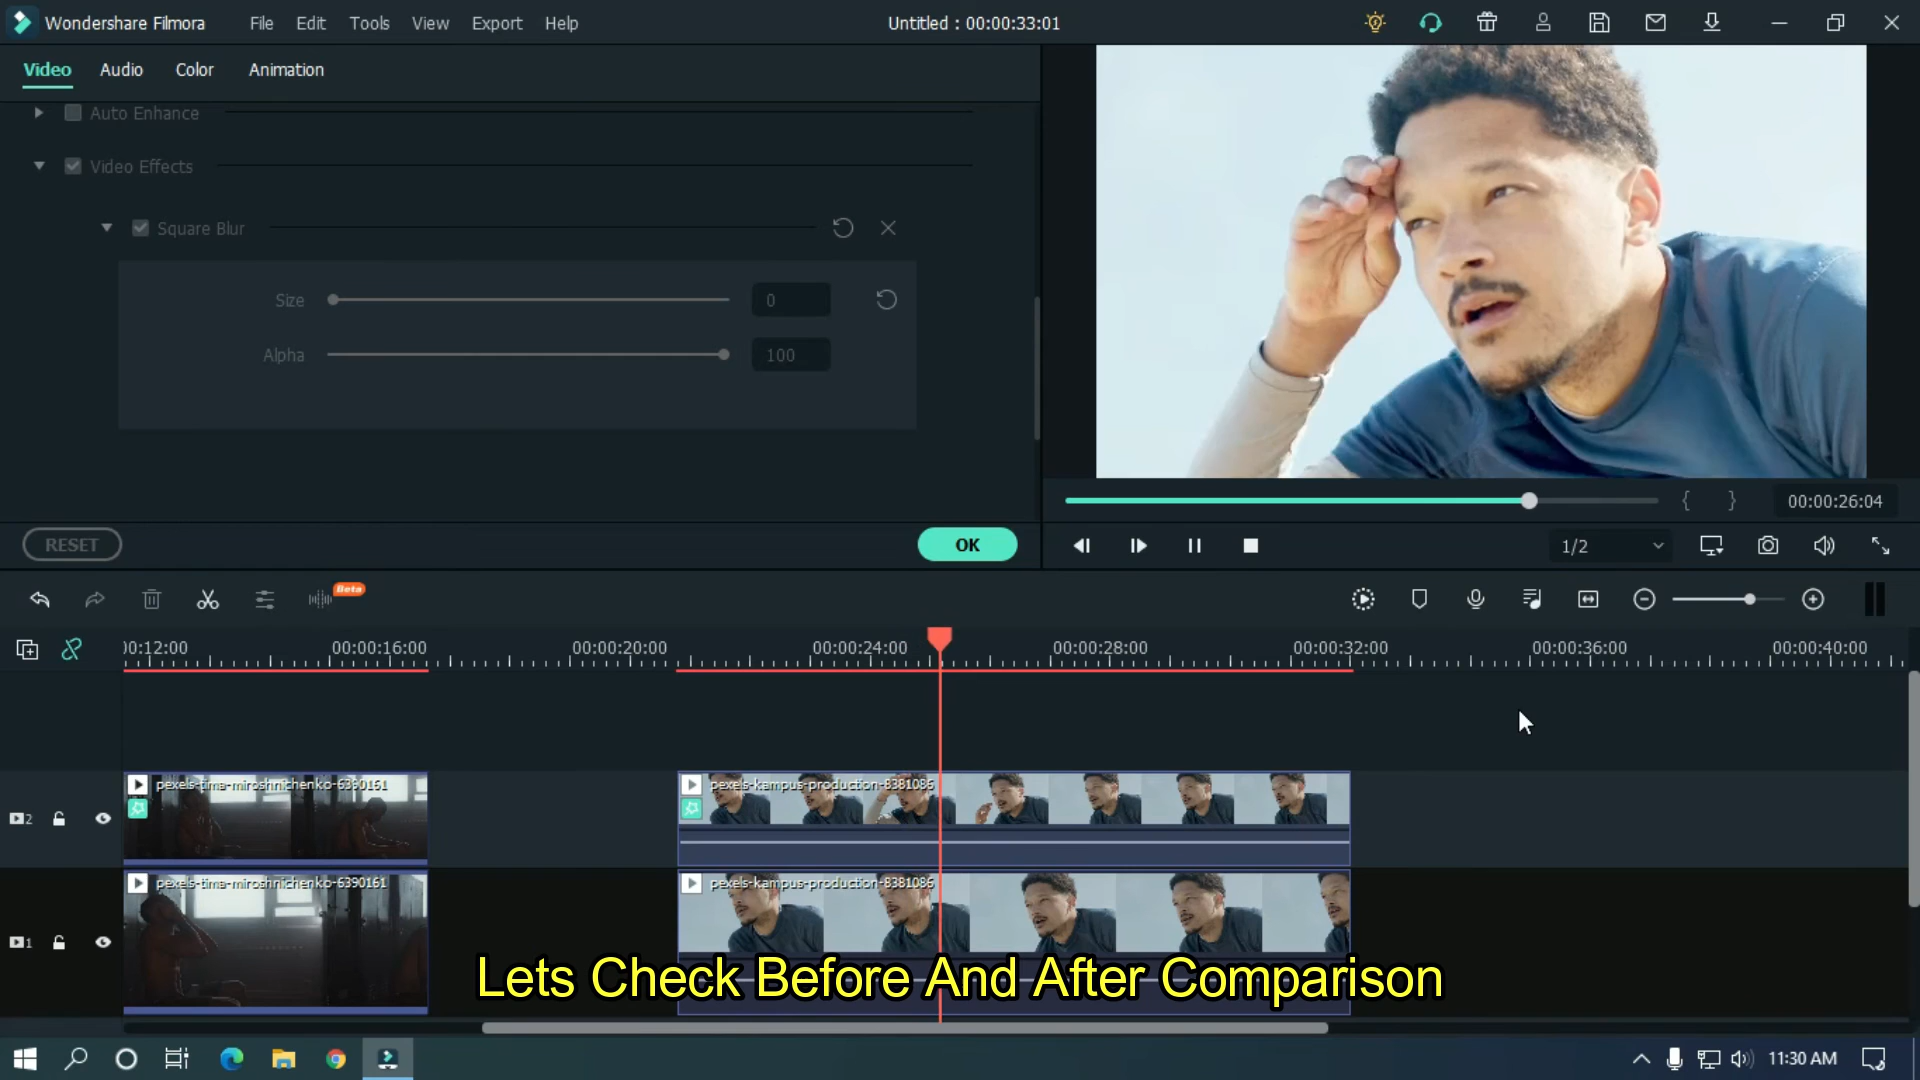 Wondershare Filmora File Edit Tools View Export Help Untitled : 00:00:33:01
Video Audio Color Animation
Auto Enhance
Video Effects
Square Blur
Size 0
Alpha 100
00:00:26:04
RESET OK 1/2
Beta
00:12:00 00:00:16:00 00:00:20:00 00:00:24:00 00:00:28:00 00:00:32:00 00:00:36:00 00:00:40:00
pexels-tima-miroshnichenko-6390161 pexels-kampus-production-8381086
2
pexels-tima-miroshnichenko-6390161 pexels-kampus-production-8381086
1
Lets Check Before And After Comparison
11:30 AM